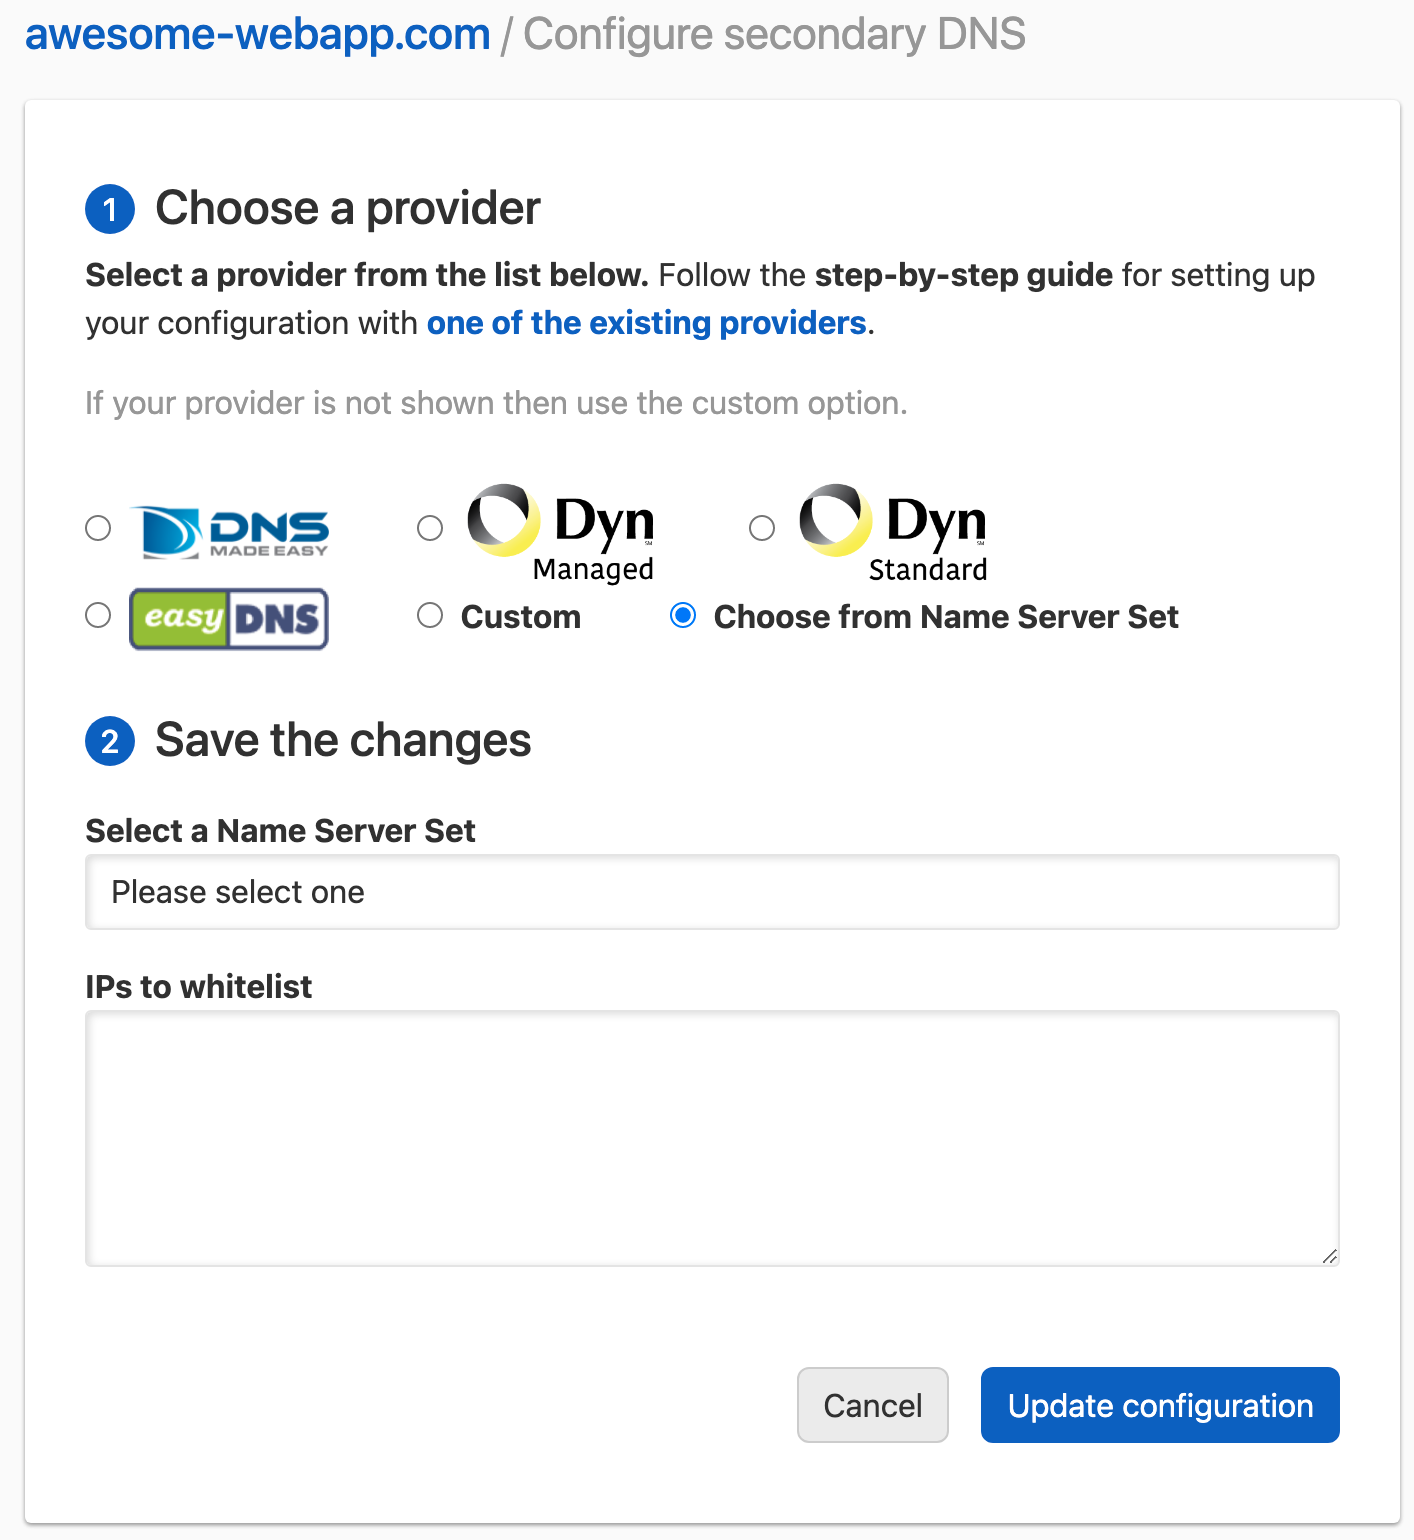 awesome-webapp.com / Configure secondary DNS
1 Choose a provider
Select a provider from the list below. Follow the step-by-step guide for setting up
your configuration with one of the existing providers.
If your provider is not shown then use the custom option.
DNS
MADE EASY
Dyn
SM
Managed
Dyn
SM
Standard
easyDNS
Custom
Choose from Name Server Set
2 Save the changes
Select a Name Server Set
Please select one
IPs to whitelist
Cancel
Update configuration